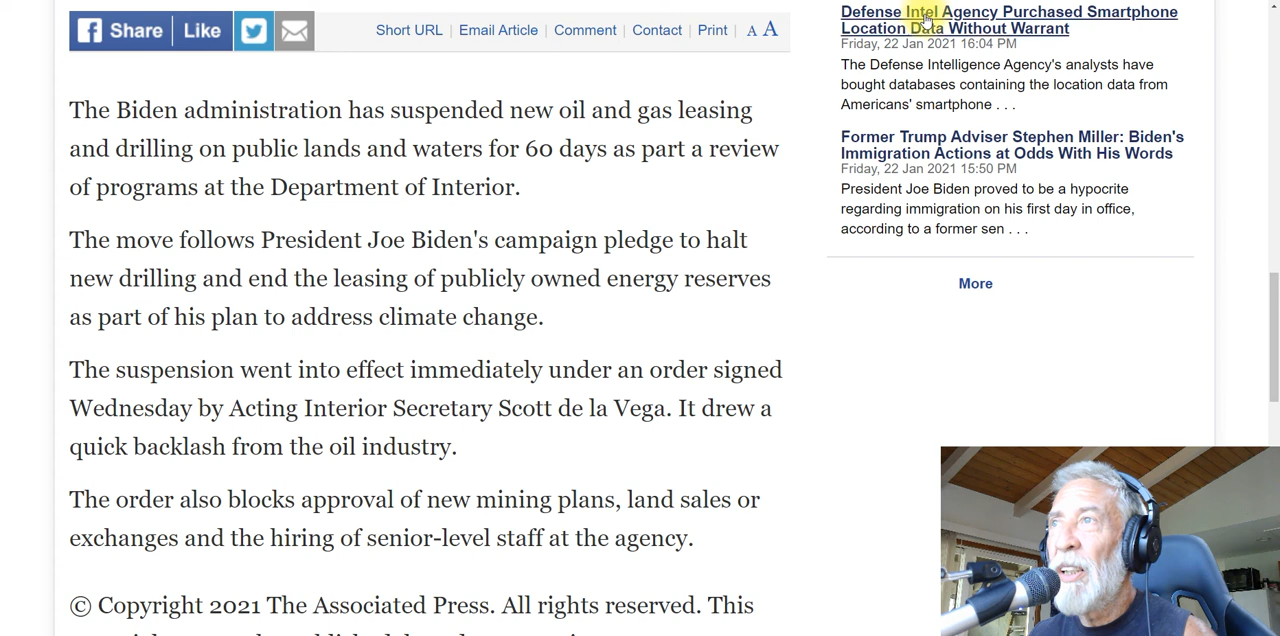 Share Like
Short URL | Email Article | Comment | Contact | Print | A A
The Biden administration has suspended new oil and gas leasing
and drilling on public lands and waters for 60 days as part a review
of programs at the Department of Interior.
The move follows President Joe Biden's campaign pledge to halt
new drilling and end the leasing of publicly owned energy reserves
as part of his plan to address climate change.
The suspension went into effect immediately under an order signed
Wednesday by Acting Interior Secretary Scott de la Vega. It drew a
quick backlash from the oil industry.
The order also blocks approval of new mining plans, land sales or
exchanges and the hiring of senior-level staff at the agency.
© Copyright 2021 The Associated Press. All rights reserved. This
Defense Intel Agency Purchased Smartphone
Location Data Without Warrant
Friday, 22 Jan 2021 16:04 PM
The Defense Intelligence Agency's analysts have
bought databases containing the location data from
Americans' smartphone . . .
Former Trump Adviser Stephen Miller: Biden's
Immigration Actions at Odds With His Words
Friday, 22 Jan 2021 15:50 PM
President Joe Biden proved to be a hypocrite
regarding immigration on his first day in office,
according to a former sen . . .
More